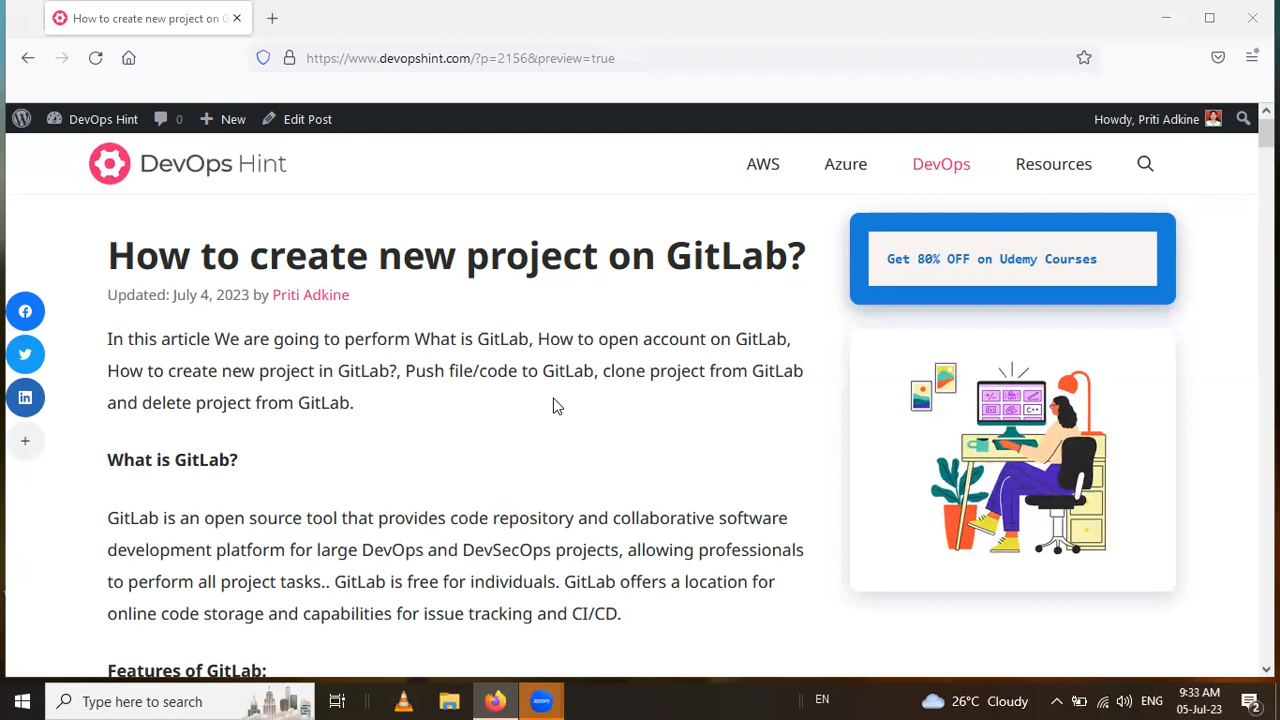 How to create new project on G
https://www.devopshint.com/?p=2156&preview=true
DevOps Hint
0
New
Edit Post
Howdy, Priti Adkine
DevOps Hint
AWS
Azure
DevOps
Resources
How to create new project on GitLab?
Updated: July 4, 2023 by Priti Adkine
In this article We are going to perform What is GitLab, How to open account on GitLab,
How to create new project in GitLab?, Push file/code to GitLab, clone project from GitLab
and delete project from GitLab.
What is GitLab?
GitLab is an open source tool that provides code repository and collaborative software
development platform for large DevOps and DevSecOps projects, allowing professionals
to perform all project tasks.. GitLab is free for individuals. GitLab offers a location for
online code storage and capabilities for issue tracking and CI/CD.
Features of GitLab:
Get 80% OFF on Udemy Courses
C++
Type here to search
zoom
EN
26°C Cloudy
ENG
9:33 AM
05-Jul-23
2